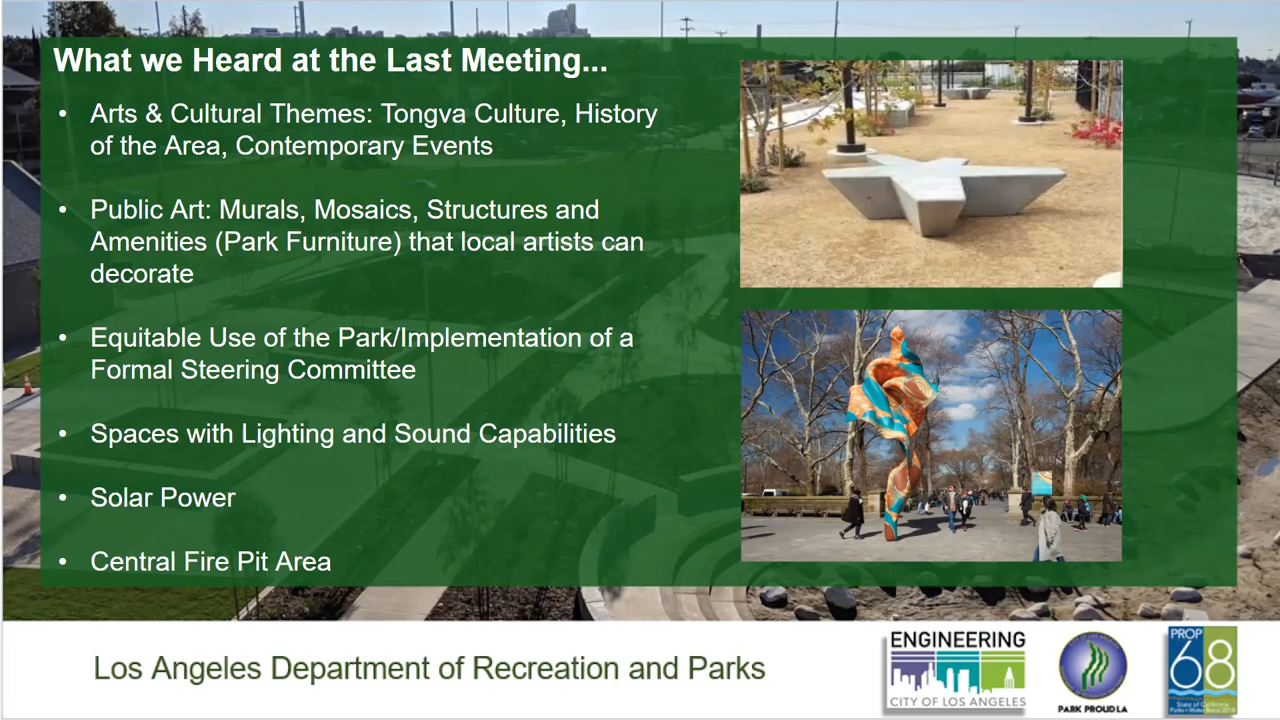 What we Heard at the Last Meeting...
• Arts & Cultural Themes: Tongva Culture, History
of the Area, Contemporary Events
• Public Art: Murals, Mosaics, Structures and
Amenities (Park Furniture) that local artists can
decorate
• Equitable Use of the Park/Implementation of a
Formal Steering Committee
• Spaces with Lighting and Sound Capabilities
• Solar Power
• Central Fire Pit Area
Los Angeles Department of Recreation and Parks
ENGINEERING
CITY OF LOS ANGELES
PARK PROUD LA
PROP
68
State of California